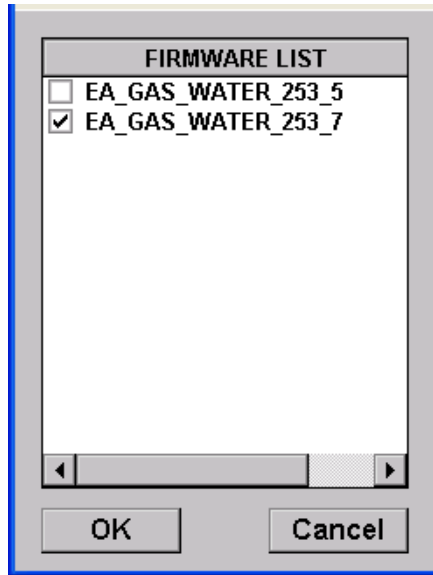 FIRMWARE LIST
EA_GAS_WATER_253_5
EA_GAS_WATER_253_7
OK Cancel